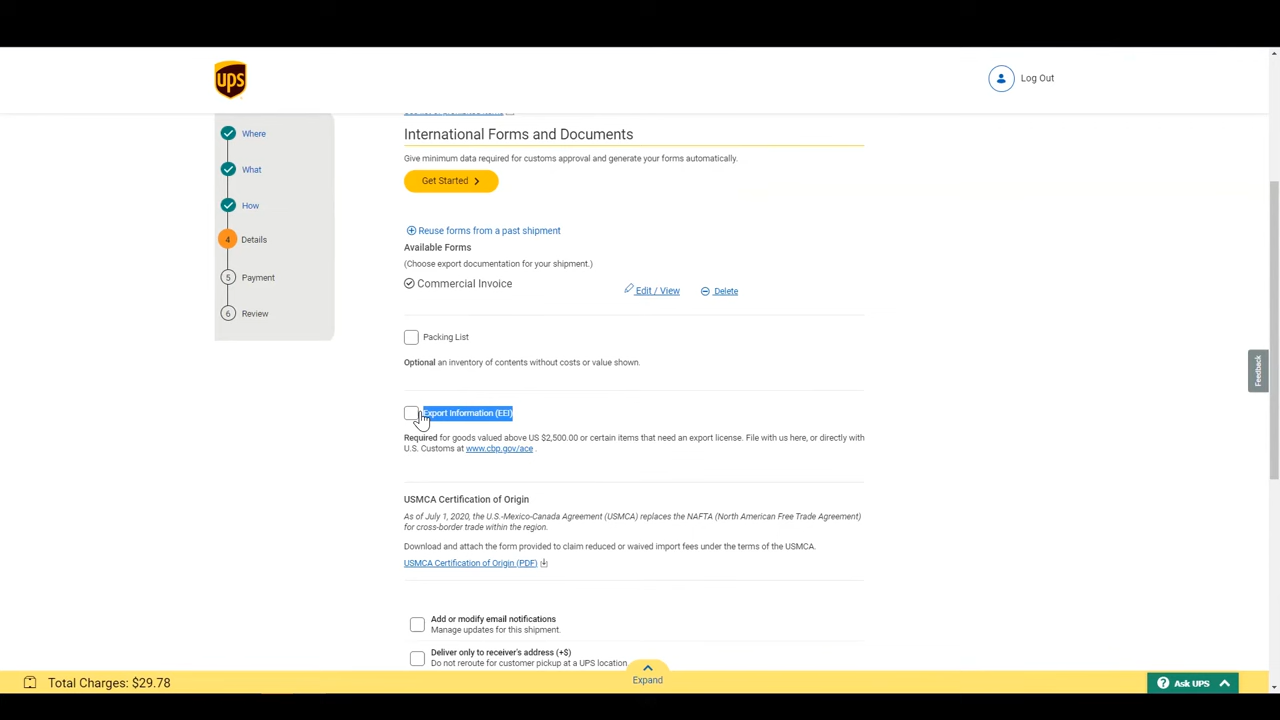 ups
Log Out
Where
What
How
4 Details
5 Payment
6 Review
International Forms and Documents
Give minimum data required for customs approval and generate your forms automatically.
Get Started
Reuse forms from a past shipment
Available Forms
(Choose export documentation for your shipment.)
Commercial Invoice
Edit / View
Delete
Packing List
Optional an inventory of contents without costs or value shown.
Export Information (EEI)
Required for goods valued above US $2,500.00 or certain items that need an export license. File with us here, or directly with
U.S. Customs at www.cbp.gov/ace .
USMCA Certification of Origin
As of July 1, 2020, the U.S.-Mexico-Canada Agreement (USMCA) replaces the NAFTA (North American Free Trade Agreement)
for cross-border trade within the region.
Download and attach the form provided to claim reduced or waived import fees under the terms of the USMCA.
USMCA Certification of Origin (PDF)
Add or modify email notifications
Manage updates for this shipment.
Deliver only to receiver's address (+$)
Do not reroute for customer pickup at a UPS location.
Feedback
Total Charges: $29.78
Expand
Ask UPS